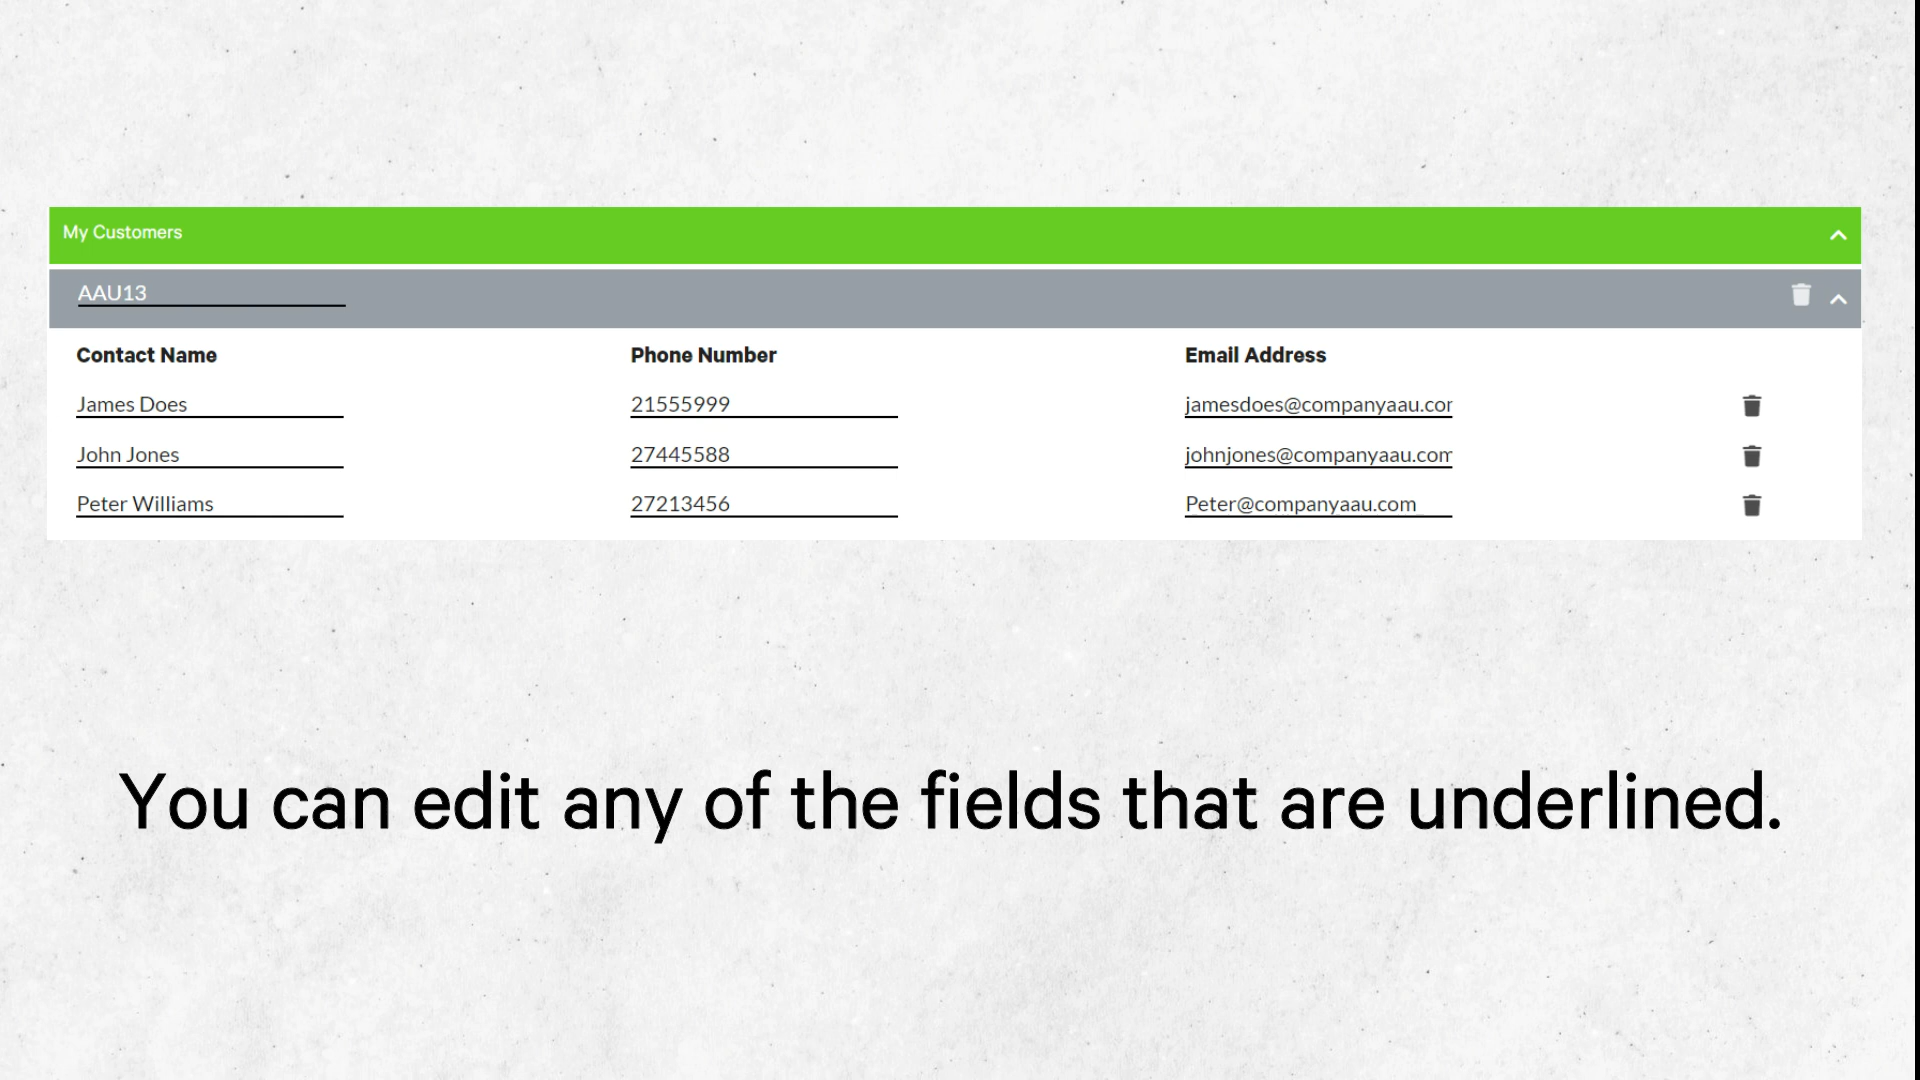 My Customers
AAU13
Contact Name Phone Number Email Address
James Does 21555999 jamesdoes@companyaau.cor
John Jones 27445588 johnjones@companyaau.com
Peter Williams 27213456 Peter@companyaau.com
You can edit any of the fields that are underlined.